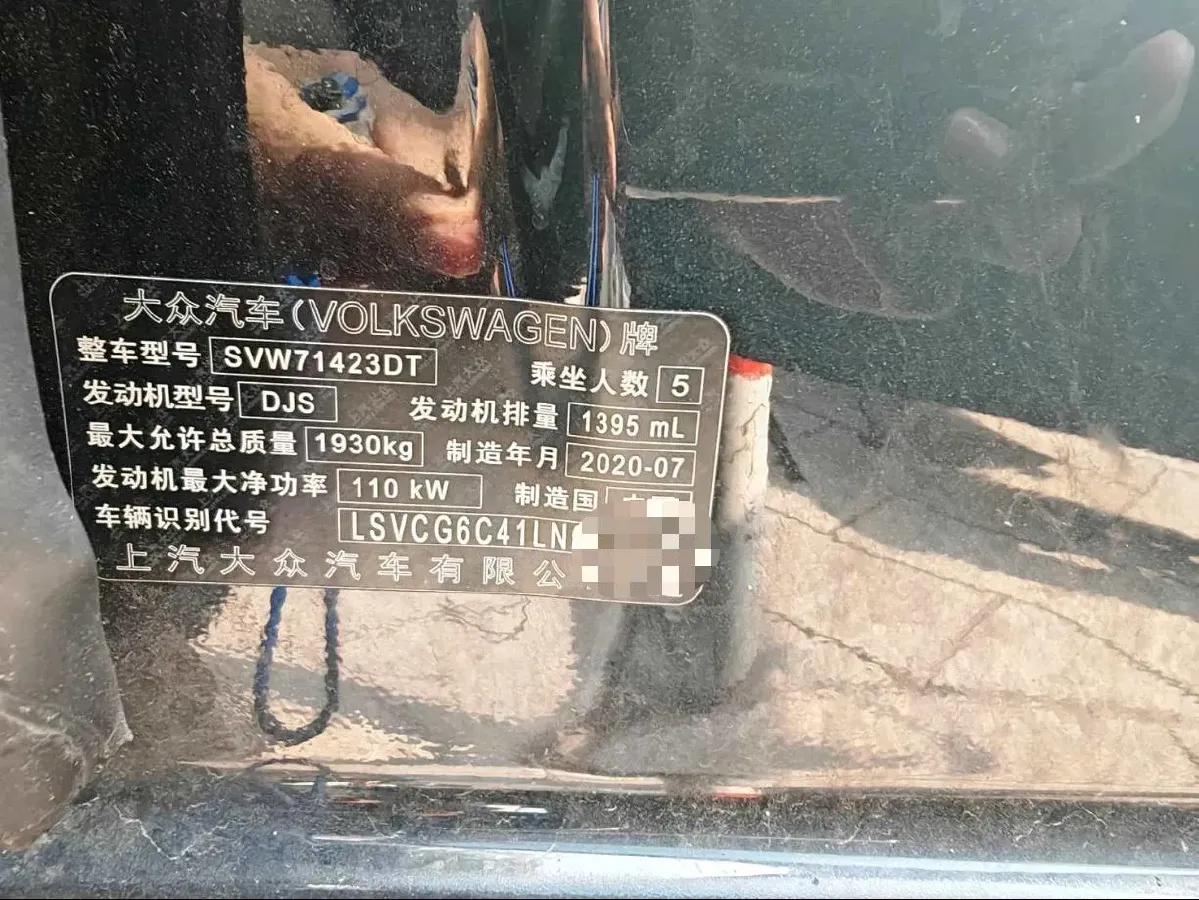 大众汽车(VOLKSWAGEN)牌
整车型号 SVW71423DT 乘坐人数 5
发动机型号 DJS 发动机排量 1395 mL
最大允许总质量 1930kg 制造年月 2020-07
发动机最大净功率 110 kW 制造国
车辆识别代号 LSVCG6C41LN
上汽大众汽车有限公